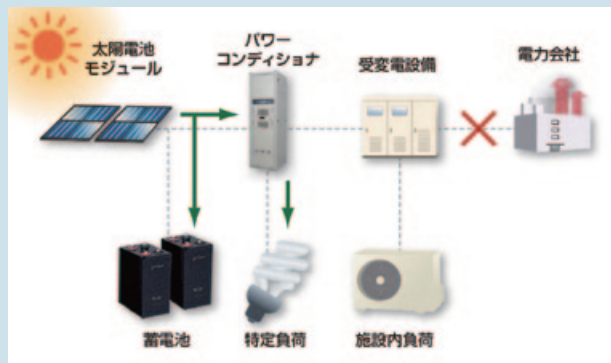 太陽電池
モジュール
パワー
コンディショナ
受変電設備
電力会社
蓄電池
特定負荷
施設内負荷